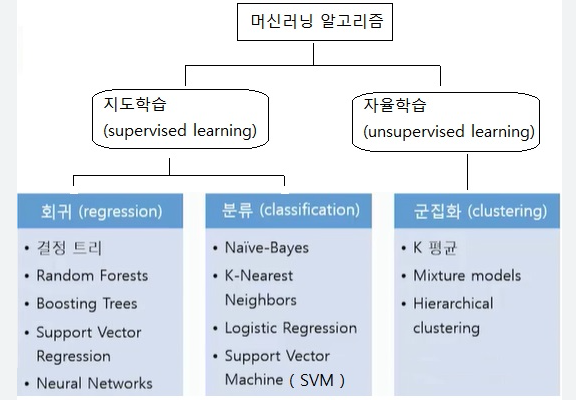 머신러닝 알고리즘
지도학습
(supervised learning)
자율학습
(unsupervised learning)
회귀 (regression)
• 결정 트리
• Random Forests
• Boosting Trees
• Support Vector
Regression
• Neural Networks
분류 (classification)
• Naïve-Bayes
• K-Nearest
Neighbors
• Logistic Regression
• Support Vector
Machine ( SVM )
군집화 (clustering)
• K 평균
• Mixture models
• Hierarchical
clustering